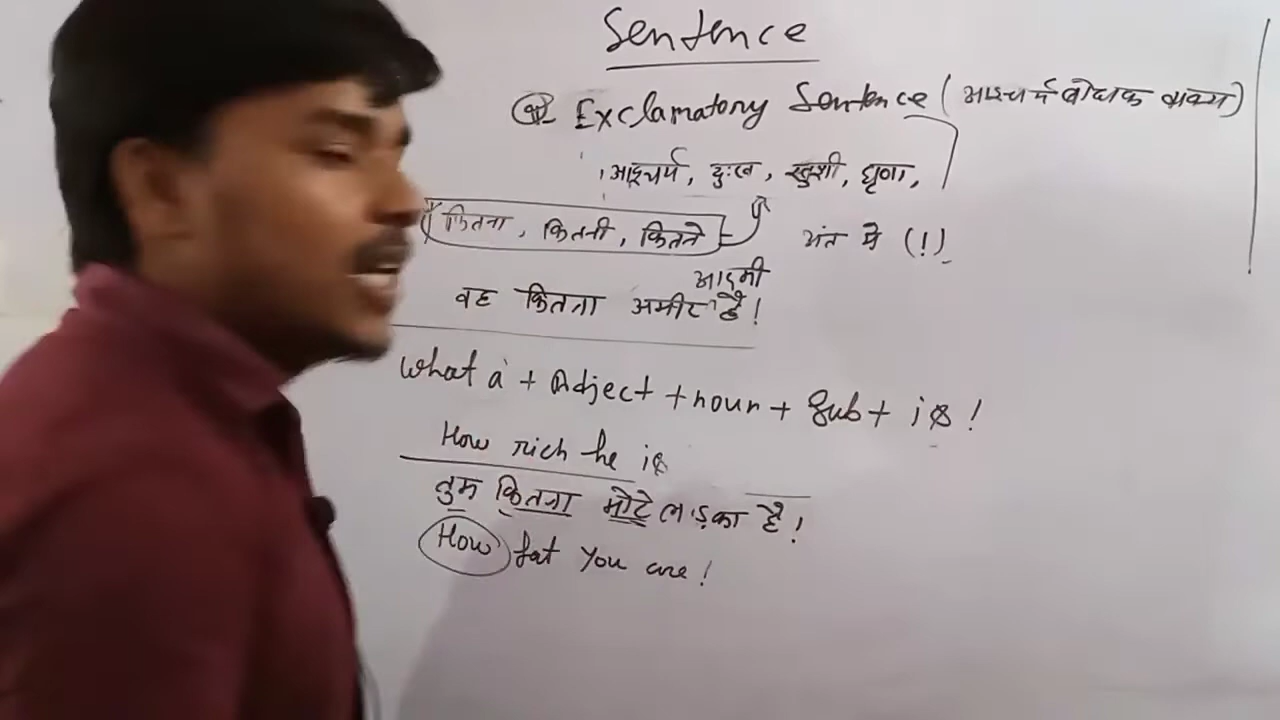 Sentence
Exclamatory Sentence (आश्चर्य बोधक वाक्य)
आश्चर्य, दुःख, खुशी, घृणा,
कितना, कितनी, कितने
अंत में (!)
आदमी
वह कितना अमीर है!
What a + Adject + noun + Sub + is !
How rich he is
तुम कितना मोटे लड़का है!
How fat You are!